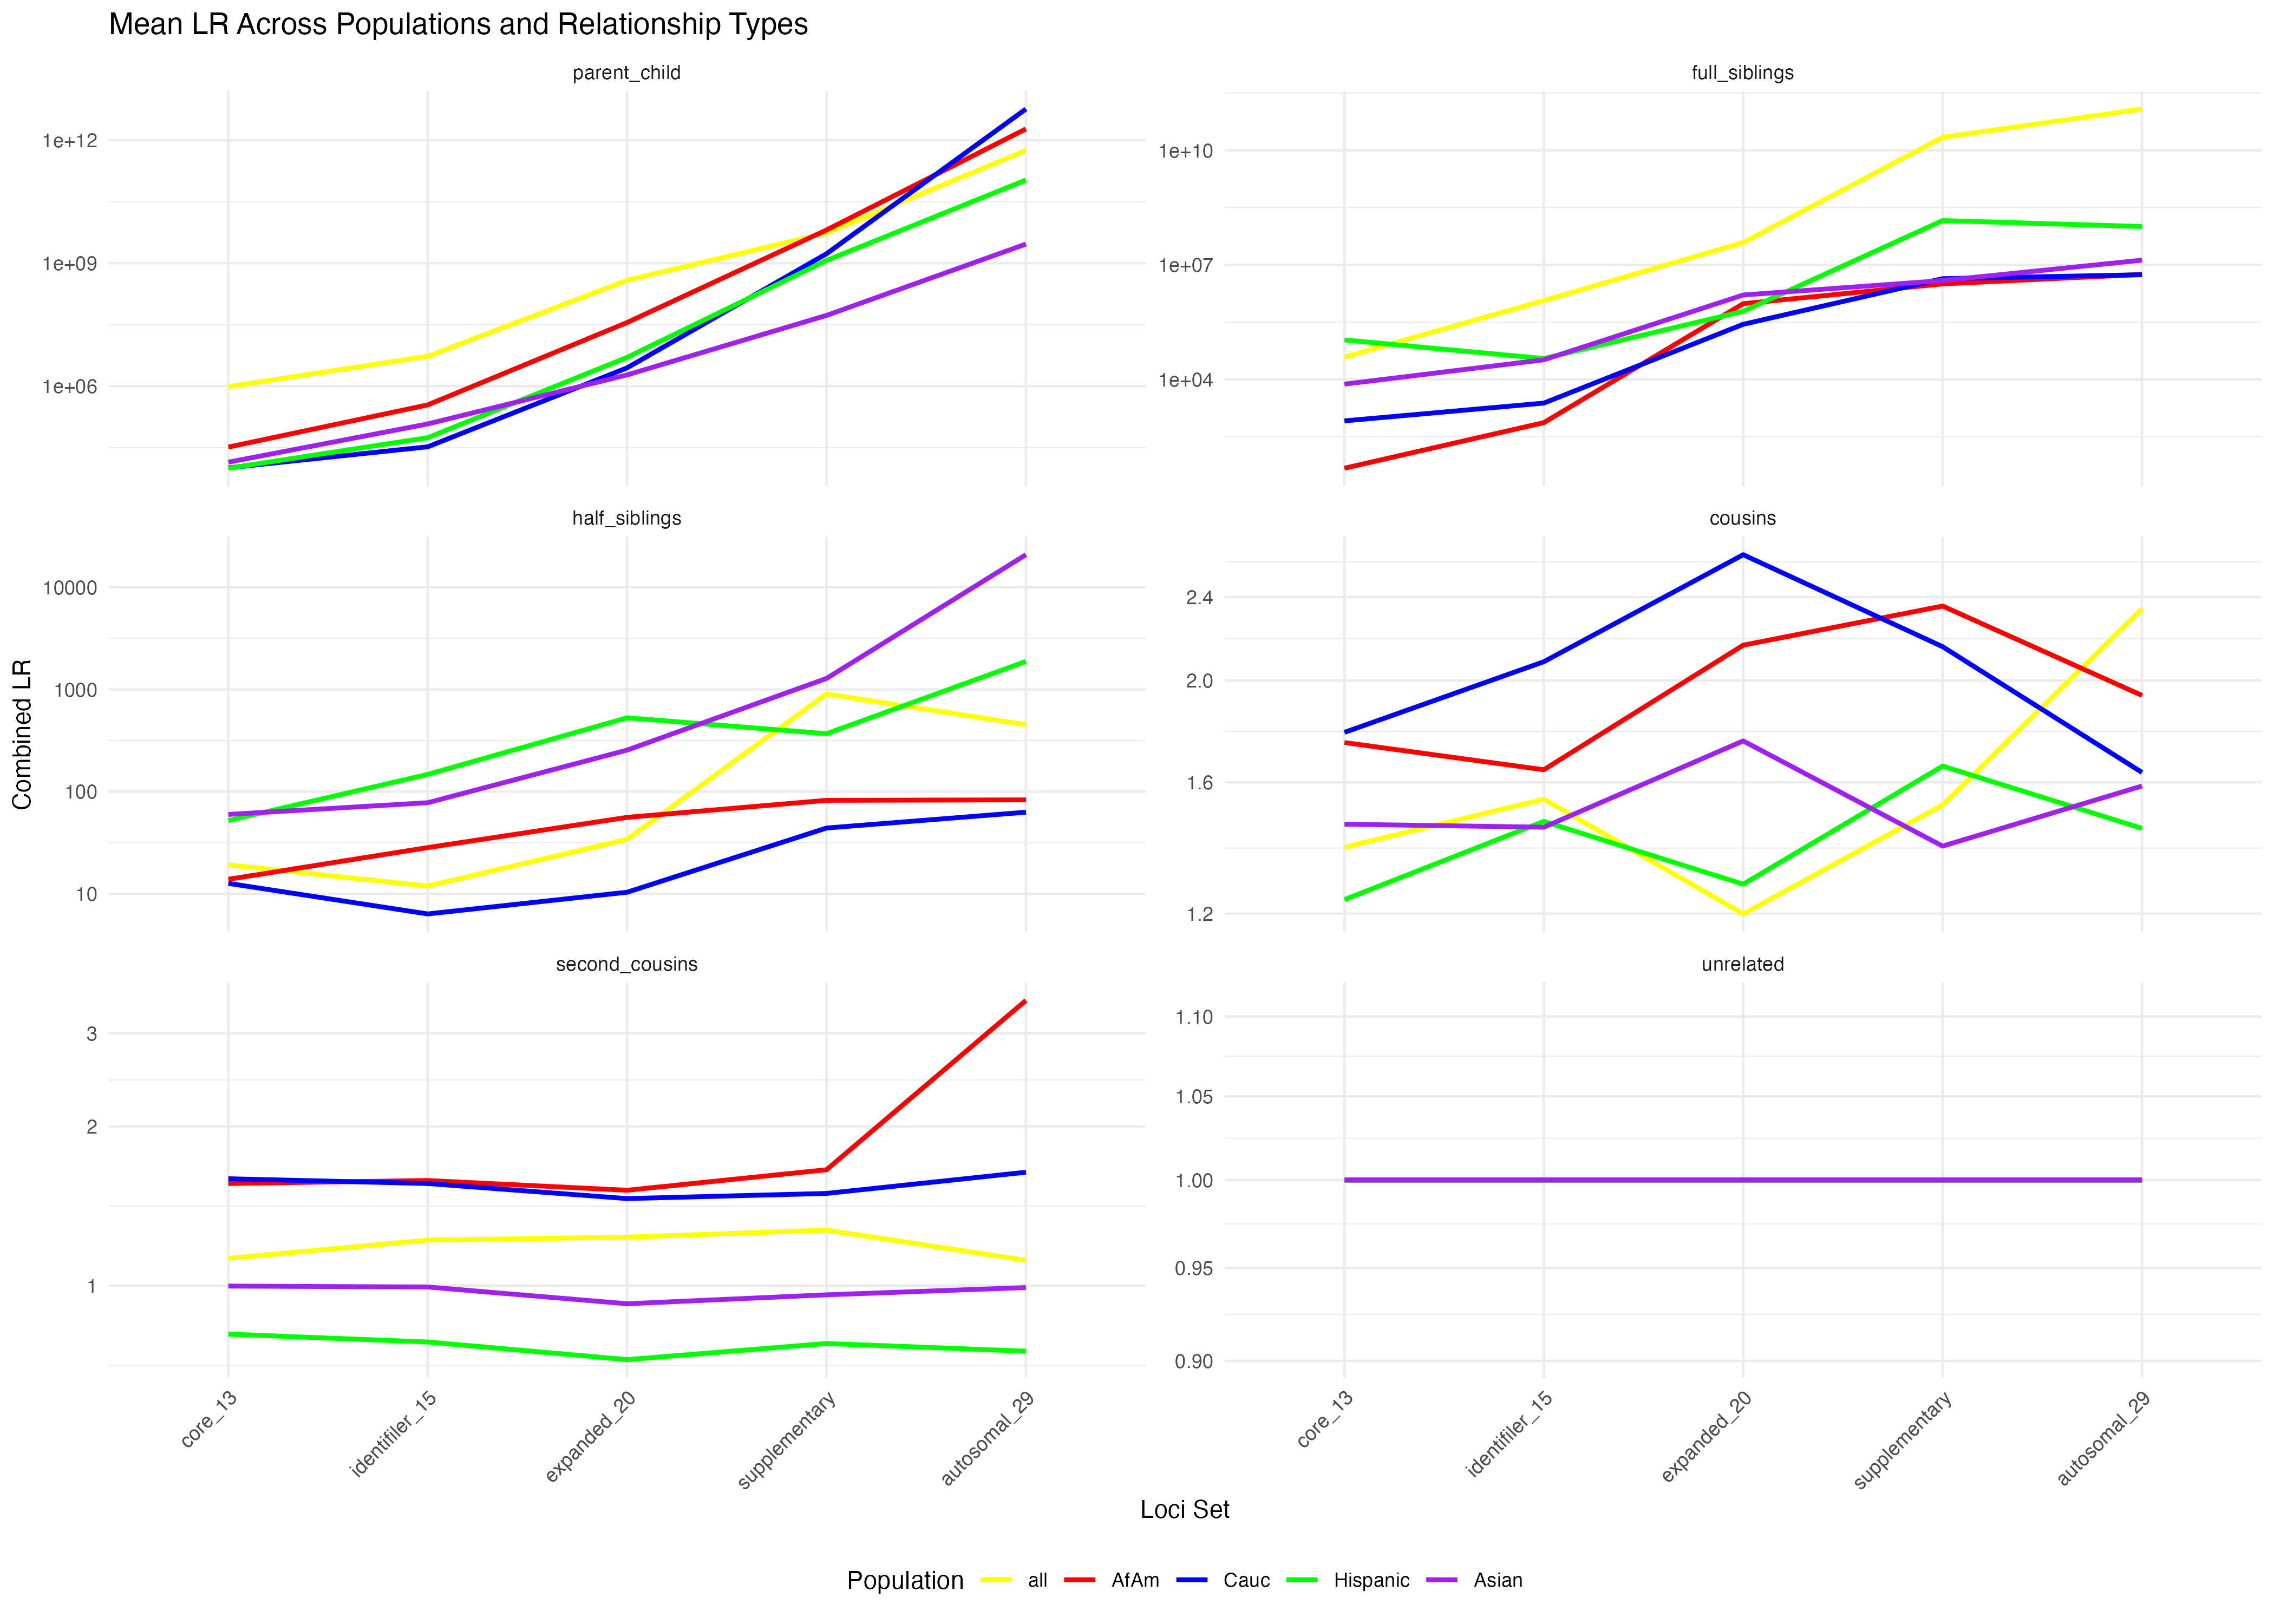 Mean LR Across Populations and Relationship Types
parent_child
full_siblings
1e+12
1e+09
1e+06
1e+10
1e+07
1e+04
half_siblings
cousins
10000
1000
100
10
2.4
2.0
1.6
1.2
second_cousins
unrelated
3
2
1
1.10
1.05
1.00
0.95
0.90
Combined LR
core_13
identifiler_15
expanded_20
supplementary
autosomal_29
core_13
identifiler_15
expanded_20
supplementary
autosomal_29
Loci Set
Population all AfAm Cauc Hispanic Asian